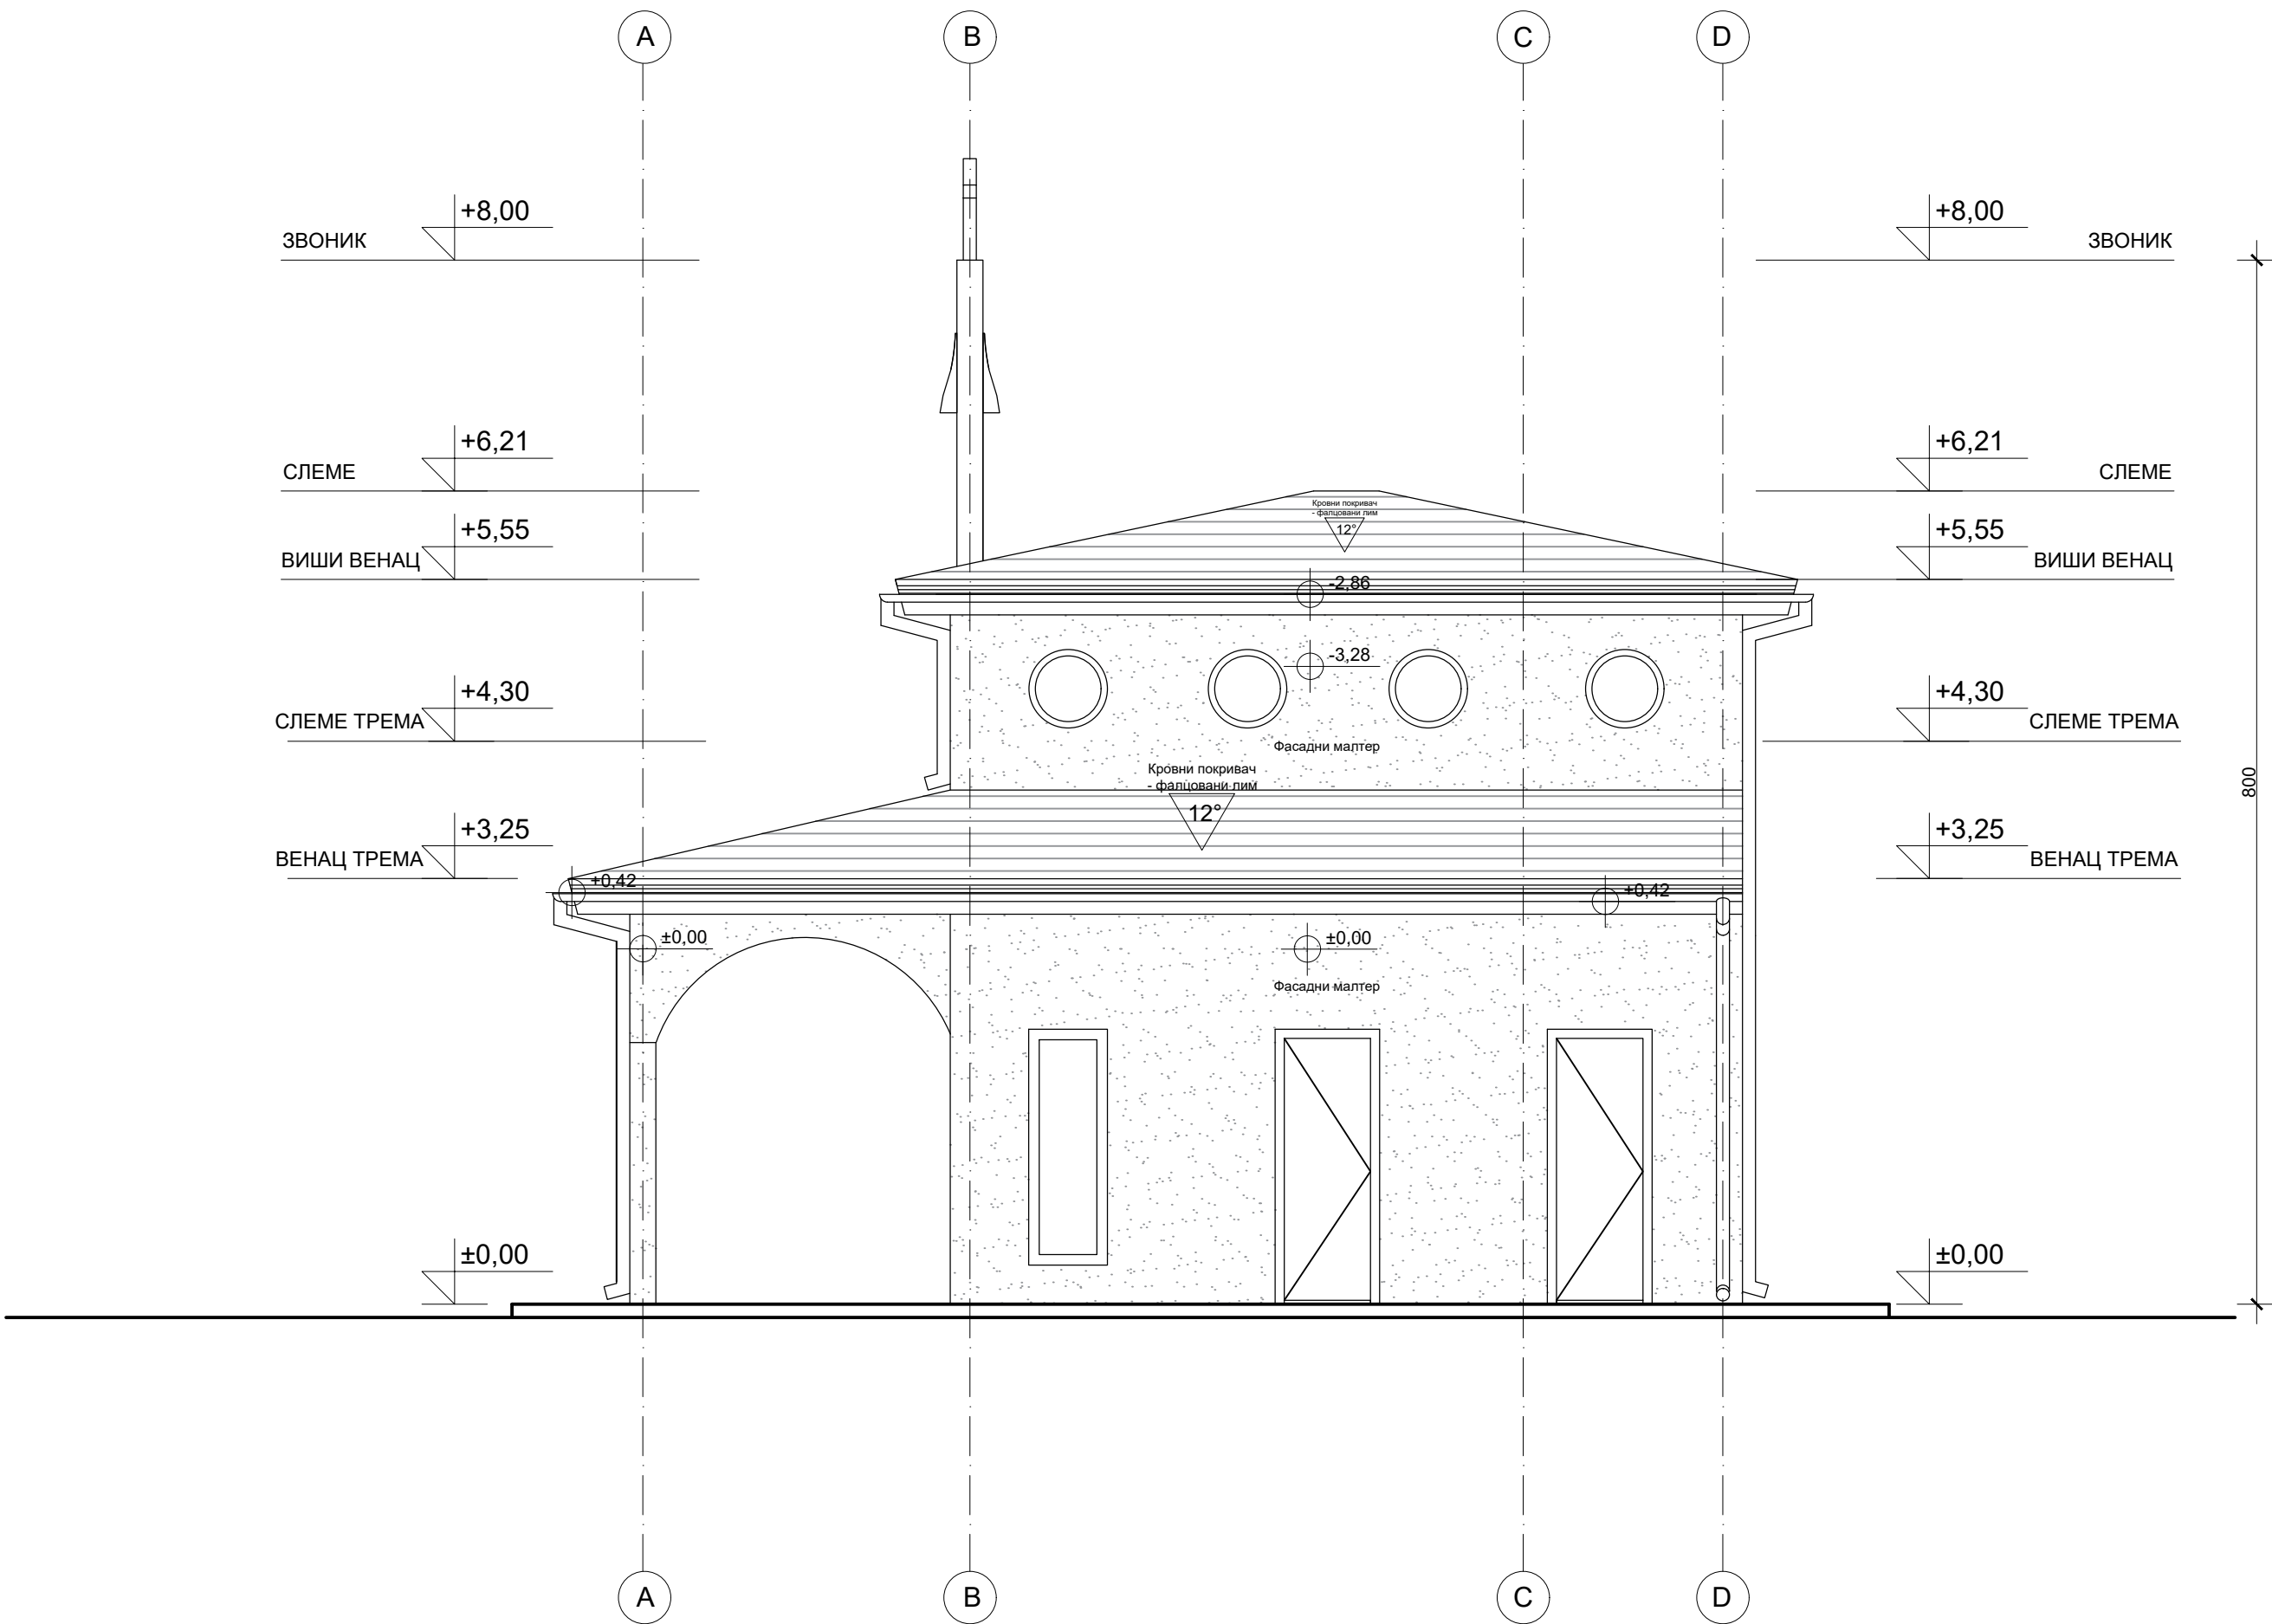 A B C D
+8,00 +8,00
ЗВОНИК ЗВОНИК
+6,21 +6,21
СЛЕМЕ СЛЕМЕ
Кровни покривач
- фалцовани лим
12°
+5,55 +5,55
ВИШИ ВЕНАЦ ВИШИ ВЕНАЦ
-2,86
-3,28
+4,30 +4,30
СЛЕМЕ ТРЕМА СЛЕМЕ ТРЕМА
Фасадни малтер
Кровни покривач
- фалцовани лим
12°
800
+3,25 +3,25
ВЕНАЦ ТРЕМА ВЕНАЦ ТРЕМА
+0,42 +0,42
±0,00 ±0,00
Фасадни малтер
±0,00 ±0,00
A B C D